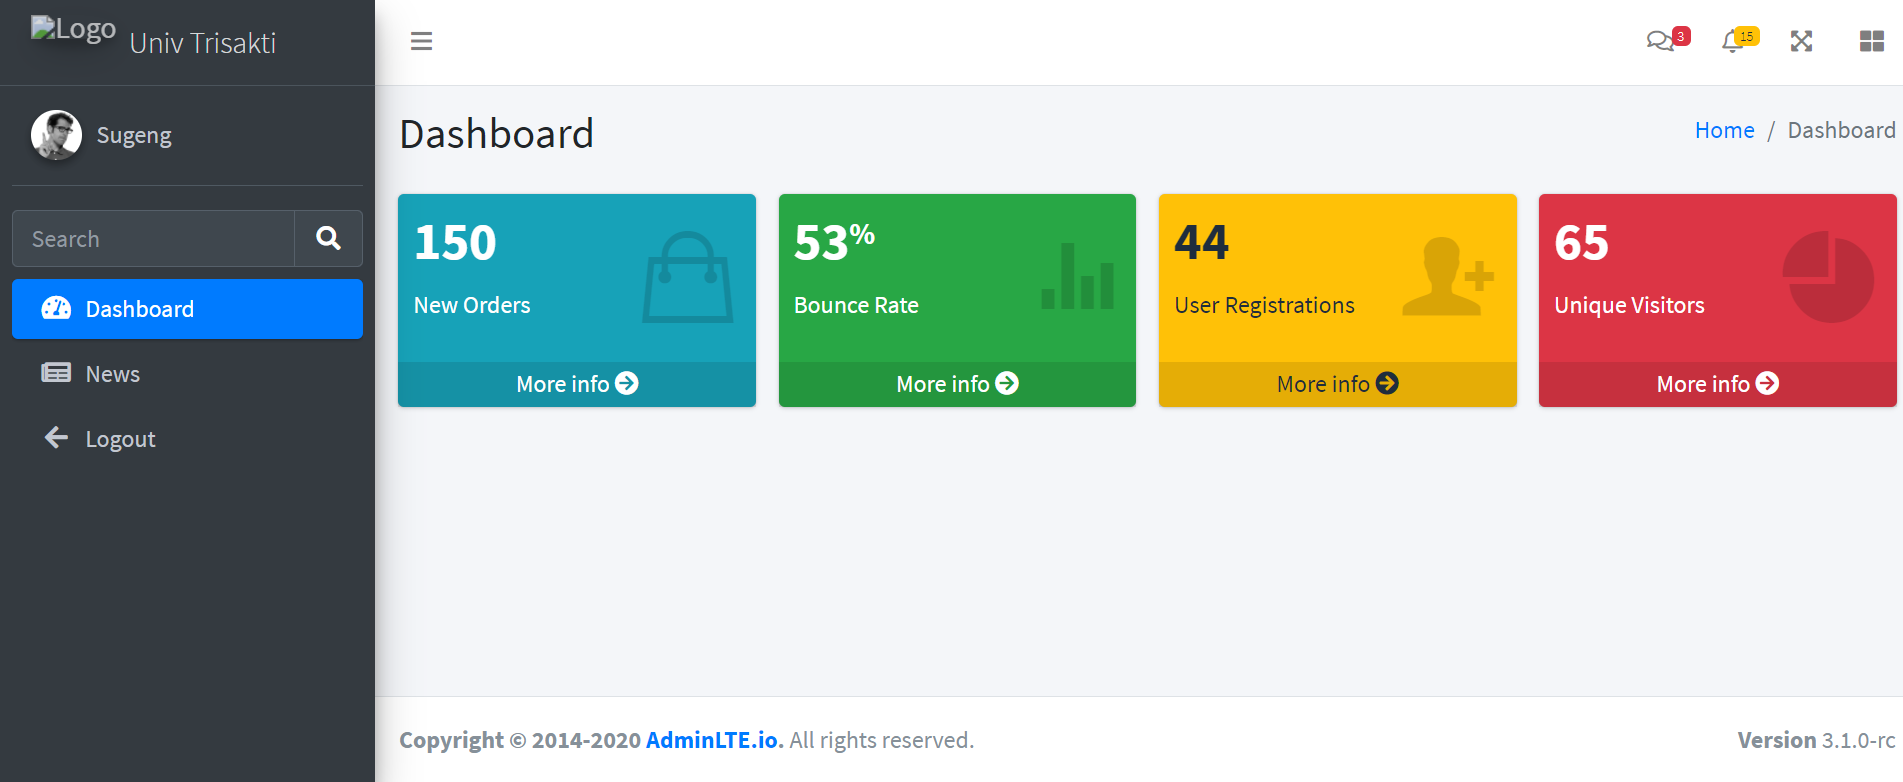 Logo
Univ Trisakti
3
15
Sugeng
Search
Dashboard
News
Logout
Dashboard
Home / Dashboard
150
New Orders
More info
53%
Bounce Rate
More info
44
User Registrations
More info
65
Unique Visitors
More info
Copyright © 2014-2020 AdminLTE.io. All rights reserved.
Version 3.1.0-rc